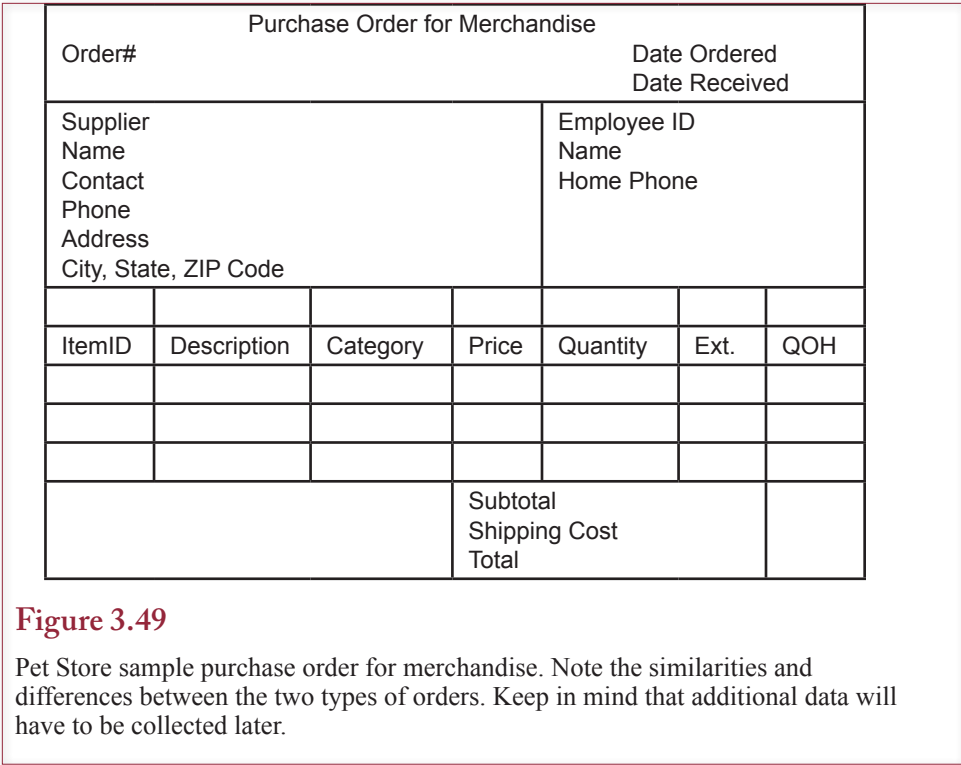 Purchase Order for Merchandise
Order#
Date Ordered
Date Received
Supplier
Name
Contact
Phone
Address
City, State, ZIP Code
Employee ID
Name
Home Phone
ItemID Description Category Price Quantity Ext. QOH
Subtotal
Shipping Cost
Total
Figure 3.49
Pet Store sample purchase order for merchandise. Note the similarities and
differences between the two types of orders. Keep in mind that additional data will
have to be collected later.